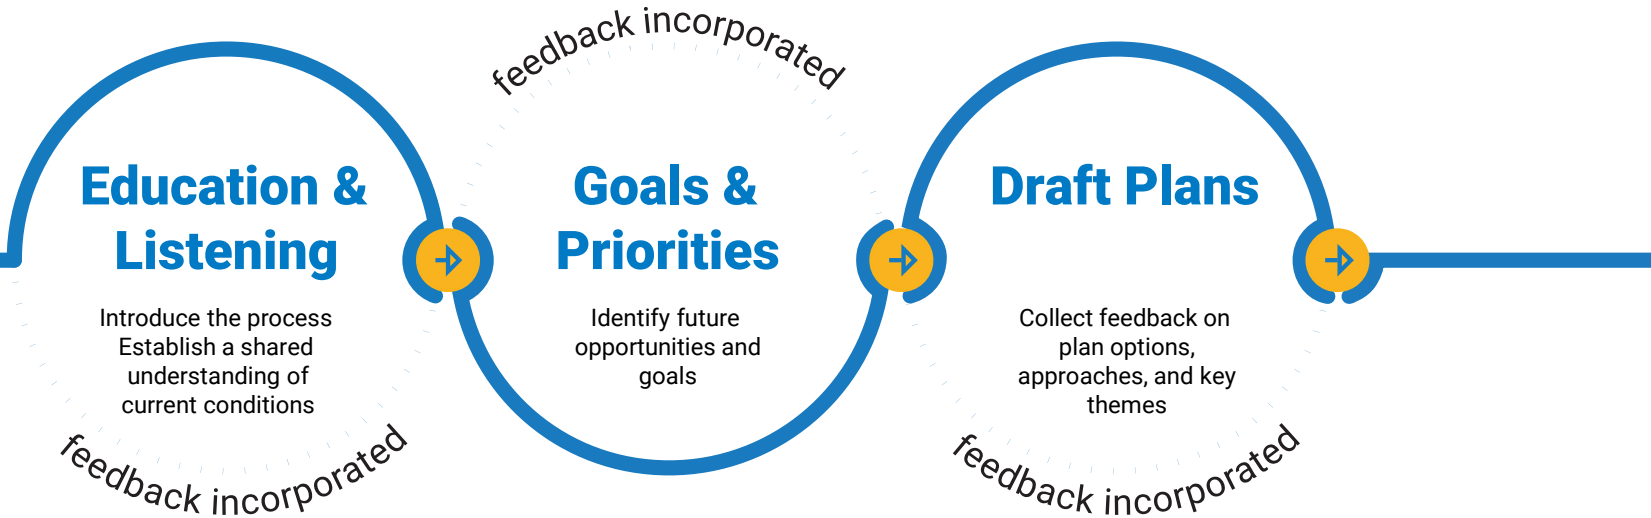 Education &
Listening
Introduce the process
Establish a shared
understanding of
current conditions
feedback incorporated
feedback incorporated
Goals &
Priorities
Identify future
opportunities and
goals
Draft Plans
Collect feedback on
plan options,
approaches, and key
themes
feedback incorporated